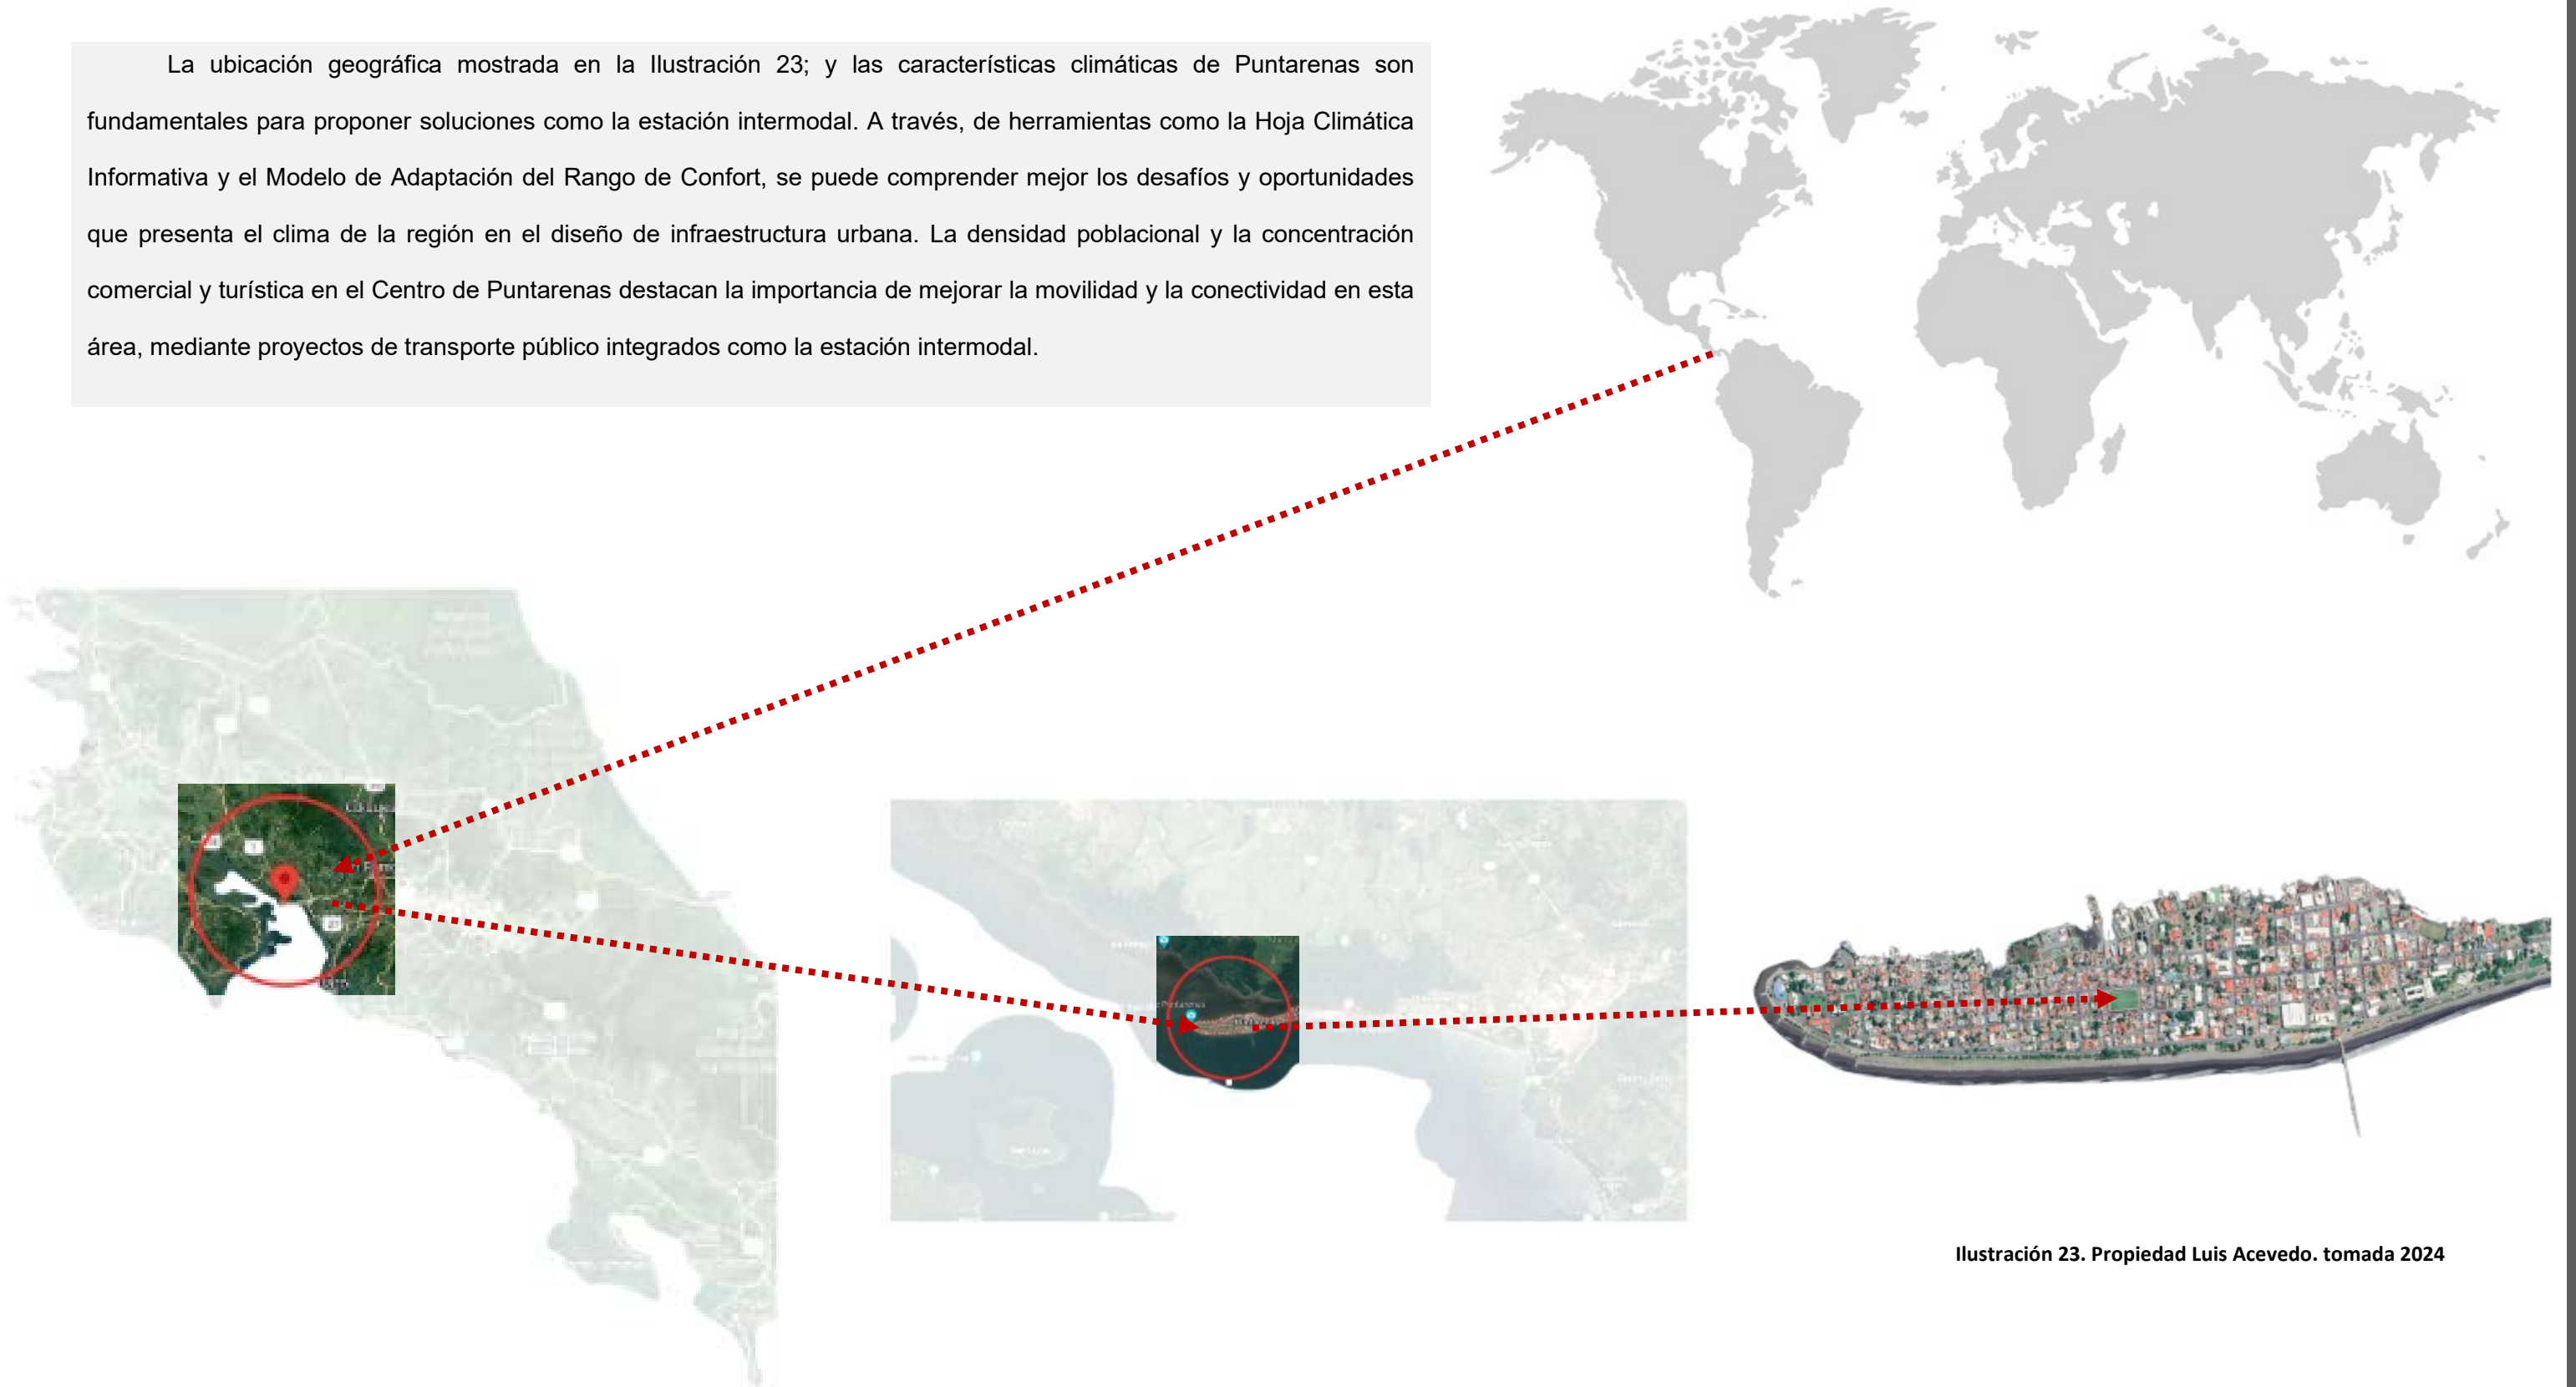 La ubicación geográfica mostrada en la Ilustración 23; y las características climáticas de Puntarenas son
fundamentales para proponer soluciones como la estación intermodal. A través, de herramientas como la Hoja Climática
Informativa y el Modelo de Adaptación del Rango de Confort, se puede comprender mejor los desafíos y oportunidades
que presenta el clima de la región en el diseño de infraestructura urbana. La densidad poblacional y la concentración
comercial y turística en el Centro de Puntarenas destacan la importancia de mejorar la movilidad y la conectividad en esta
área, mediante proyectos de transporte público integrados como la estación intermodal.
1
Puntarenas
Ilustración 23. Propiedad Luis Acevedo. tomada 2024